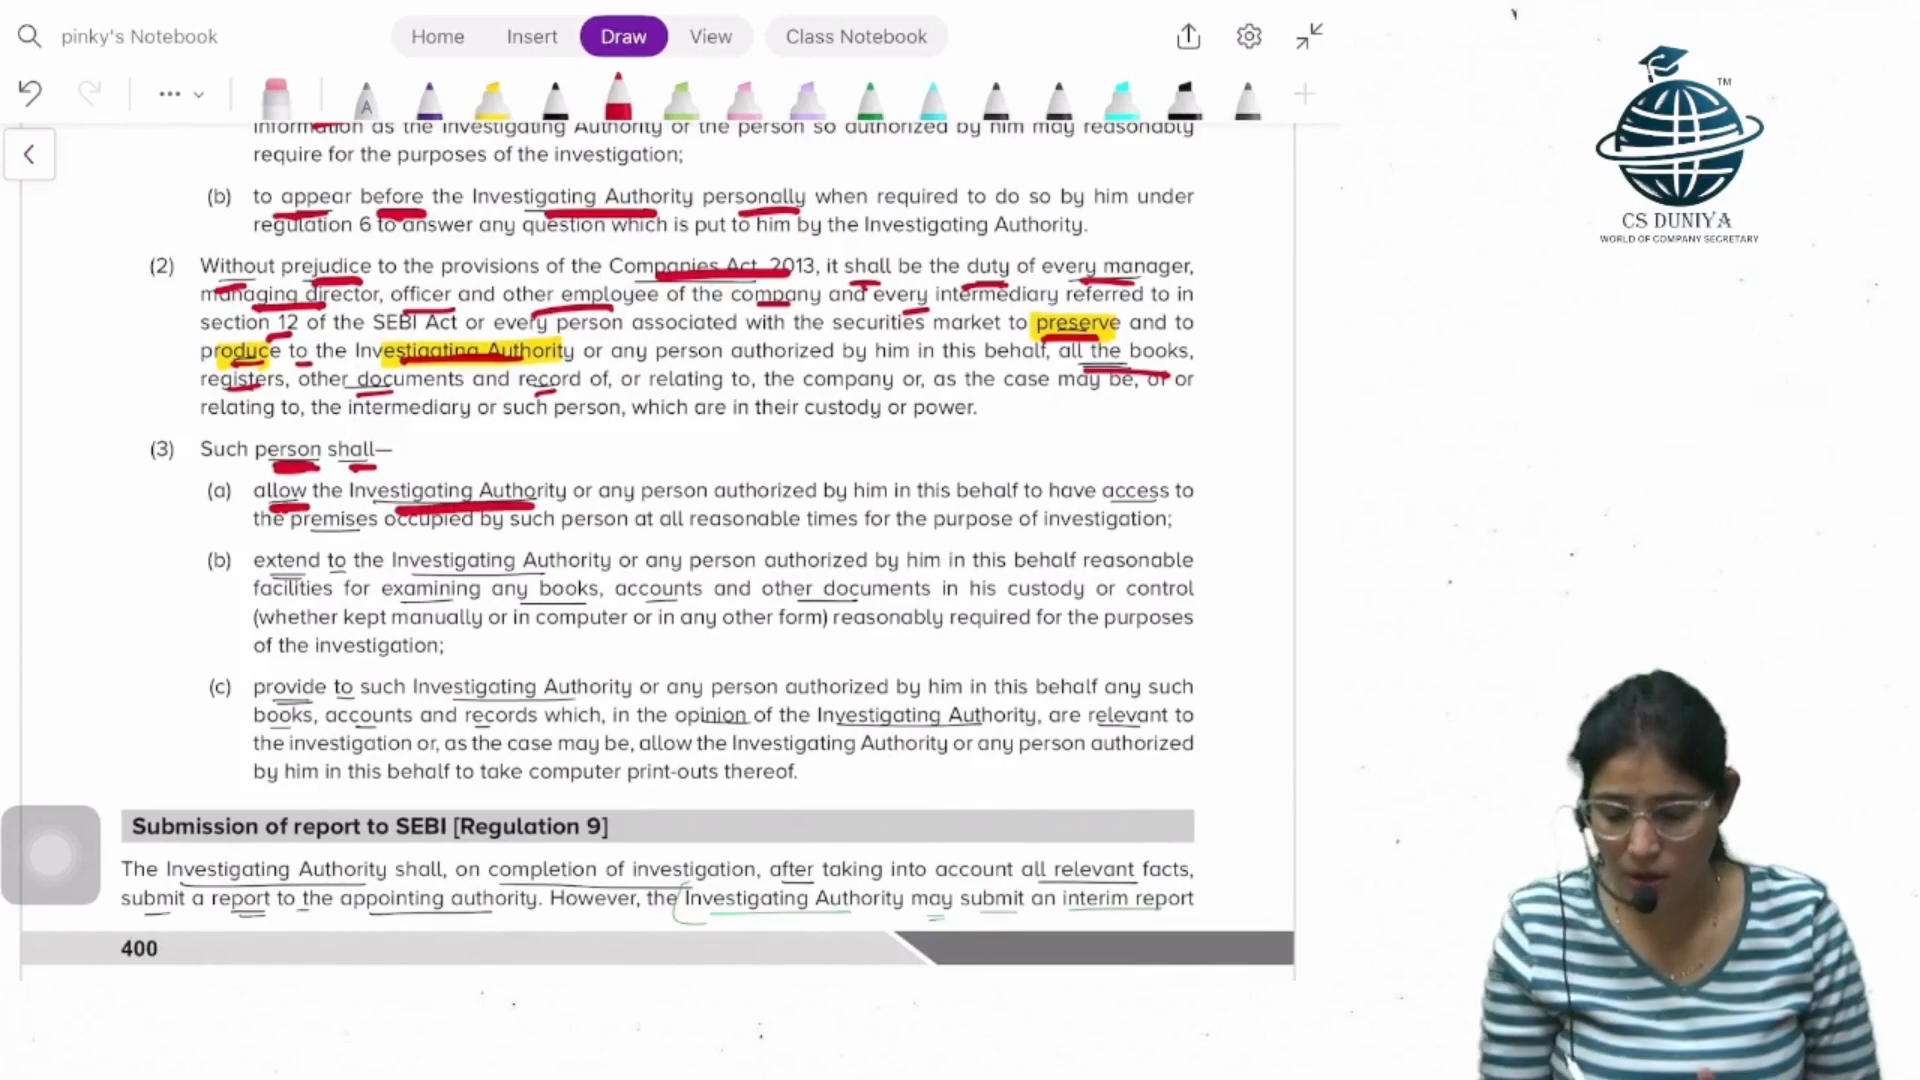 pinky's Notebook
Home
Insert
Draw
View
Class Notebook
A
TM
CS DUNIYA
WORLD OF COMPANY SECRETARY
information as the Investigating Authority or the person so authorized by him may reasonably
require for the purposes of the investigation;
(b) to appear before the Investigating Authority personally when required to do so by him under
regulation 6 to answer any question which is put to him by the Investigating Authority.
(2) Without prejudice to the provisions of the Companies Act, 2013, it shall be the duty of every manager,
managing director, officer and other employee of the company and every intermediary referred to in
section 12 of the SEBI Act or every person associated with the securities market to preserve and to
produce to the Investigating Authority or any person authorized by him in this behalf, all the books,
registers, other documents and record of, or relating to, the company or, as the case may be, of or
relating to, the intermediary or such person, which are in their custody or power.
(3) Such person shall—
(a) allow the Investigating Authority or any person authorized by him in this behalf to have access to
the premises occupied by such person at all reasonable times for the purpose of investigation;
(b) extend to the Investigating Authority or any person authorized by him in this behalf reasonable
facilities for examining any books, accounts and other documents in his custody or control
(whether kept manually or in computer or in any other form) reasonably required for the purposes
of the investigation;
(c) provide to such Investigating Authority or any person authorized by him in this behalf any such
books, accounts and records which, in the opinion of the Investigating Authority, are relevant to
the investigation or, as the case may be, allow the Investigating Authority or any person authorized
by him in this behalf to take computer print-outs thereof.
Submission of report to SEBI [Regulation 9]
The Investigating Authority shall, on completion of investigation, after taking into account all relevant facts,
submit a report to the appointing authority. However, the Investigating Authority may submit an interim report
400